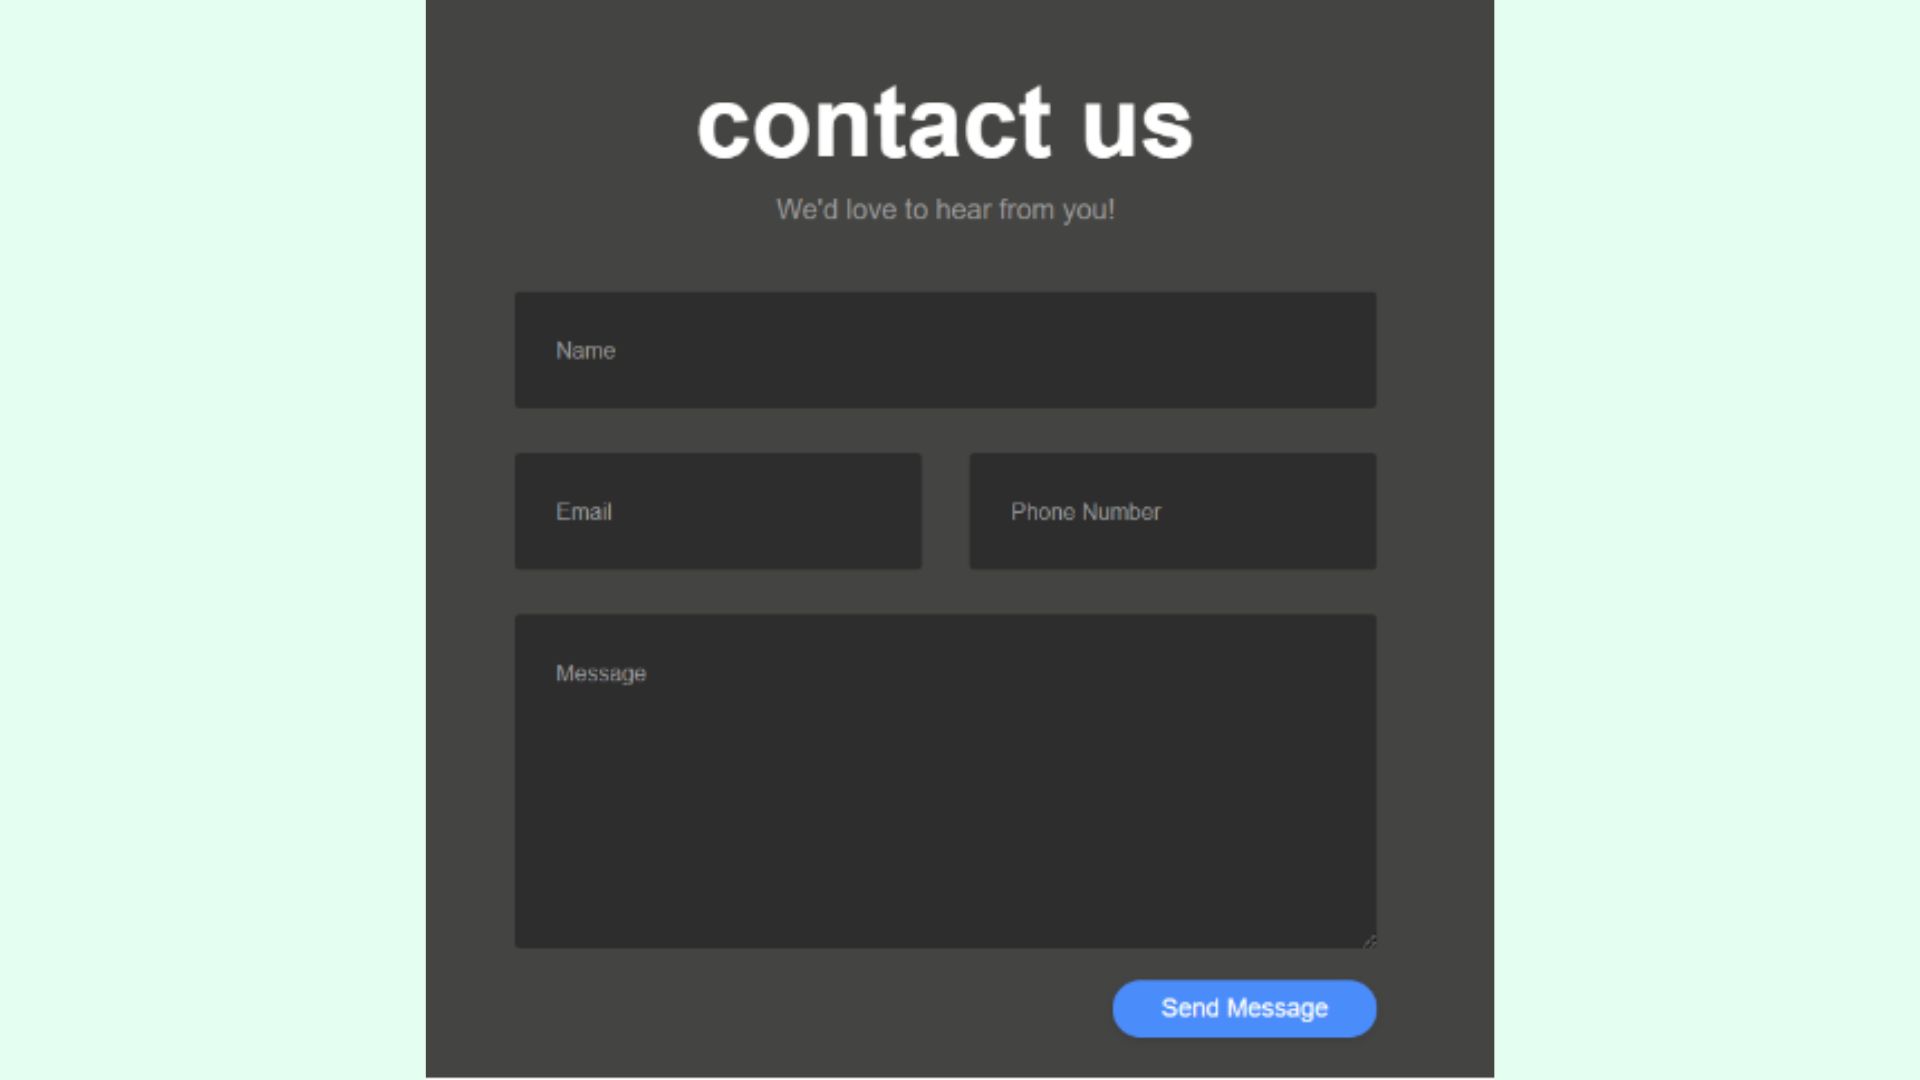 contact us
We'd love to hear from you!
Name
Email
Phone Number
Message
Send Message